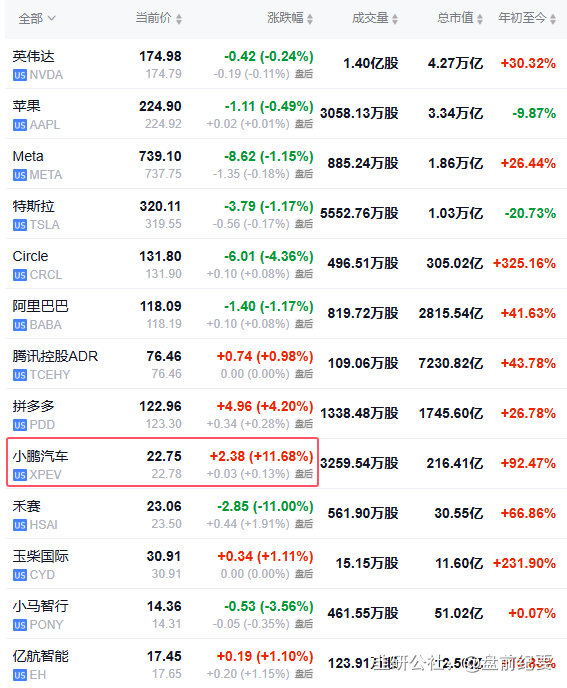 全部 当前价 涨跌幅 成交量 总市值 年初至今
英伟达 174.98 -0.42 (-0.24%) 1.40亿股 4.27万亿 +30.32%
US NVDA 174.79 -0.19 (-0.11%) 盘后
苹果 224.90 -1.11 (-0.49%) 3058.13万股 3.34万亿 -9.87%
US AAPL 224.92 +0.02 (+0.01%) 盘后
Meta 739.10 -8.62 (-1.15%) 885.24万股 1.86万亿 +26.44%
US META 737.75 -1.35 (-0.18%) 盘后
特斯拉 320.11 -3.79 (-1.17%) 5552.76万股 1.03万亿 -20.73%
US TSLA 319.55 -0.56 (-0.17%) 盘后
Circle 131.80 -6.01 (-4.36%) 496.51万股 305.02亿 +325.16%
US CRCL 131.90 +0.10 (+0.08%) 盘后
阿里巴巴 118.09 -1.40 (-1.17%) 819.72万股 2815.54亿 +41.63%
US BABA 118.19 +0.10 (+0.08%) 盘后
腾讯控股ADR 76.46 +0.74 (+0.98%) 109.06万股 7230.82亿 +43.78%
US TCEHY 76.46 0.00 (0.00%) 盘后
拼多多 122.96 +4.96 (+4.20%) 1338.48万股 1745.60亿 +26.78%
US PDD 123.30 +0.34 (+0.28%) 盘后
小鹏汽车 22.75 +2.38 (+11.68%) 3259.54万股 216.41亿 +92.47%
US XPEV 22.78 +0.03 (+0.13%) 盘后
禾赛 23.06 -2.85 (-11.00%) 561.90万股 30.55亿 +66.86%
US HSAI 23.50 +0.44 (+1.91%) 盘后
玉柴国际 30.91 +0.34 (+1.11%) 15.15万股 11.60亿 +231.90%
US CYD 30.91 0.00 (0.00%) 盘后
小马智行 14.36 -0.53 (-3.56%) 461.55万股 51.02亿 +0.07%
US PONY 14.31 -0.05 (-0.35%) 盘后
亿航智能 17.45 +0.19 (+1.10%) 123.91万股
US EH 17.65 +0.20 (+1.15%) 盘后
韭研公社 @盘前纪要